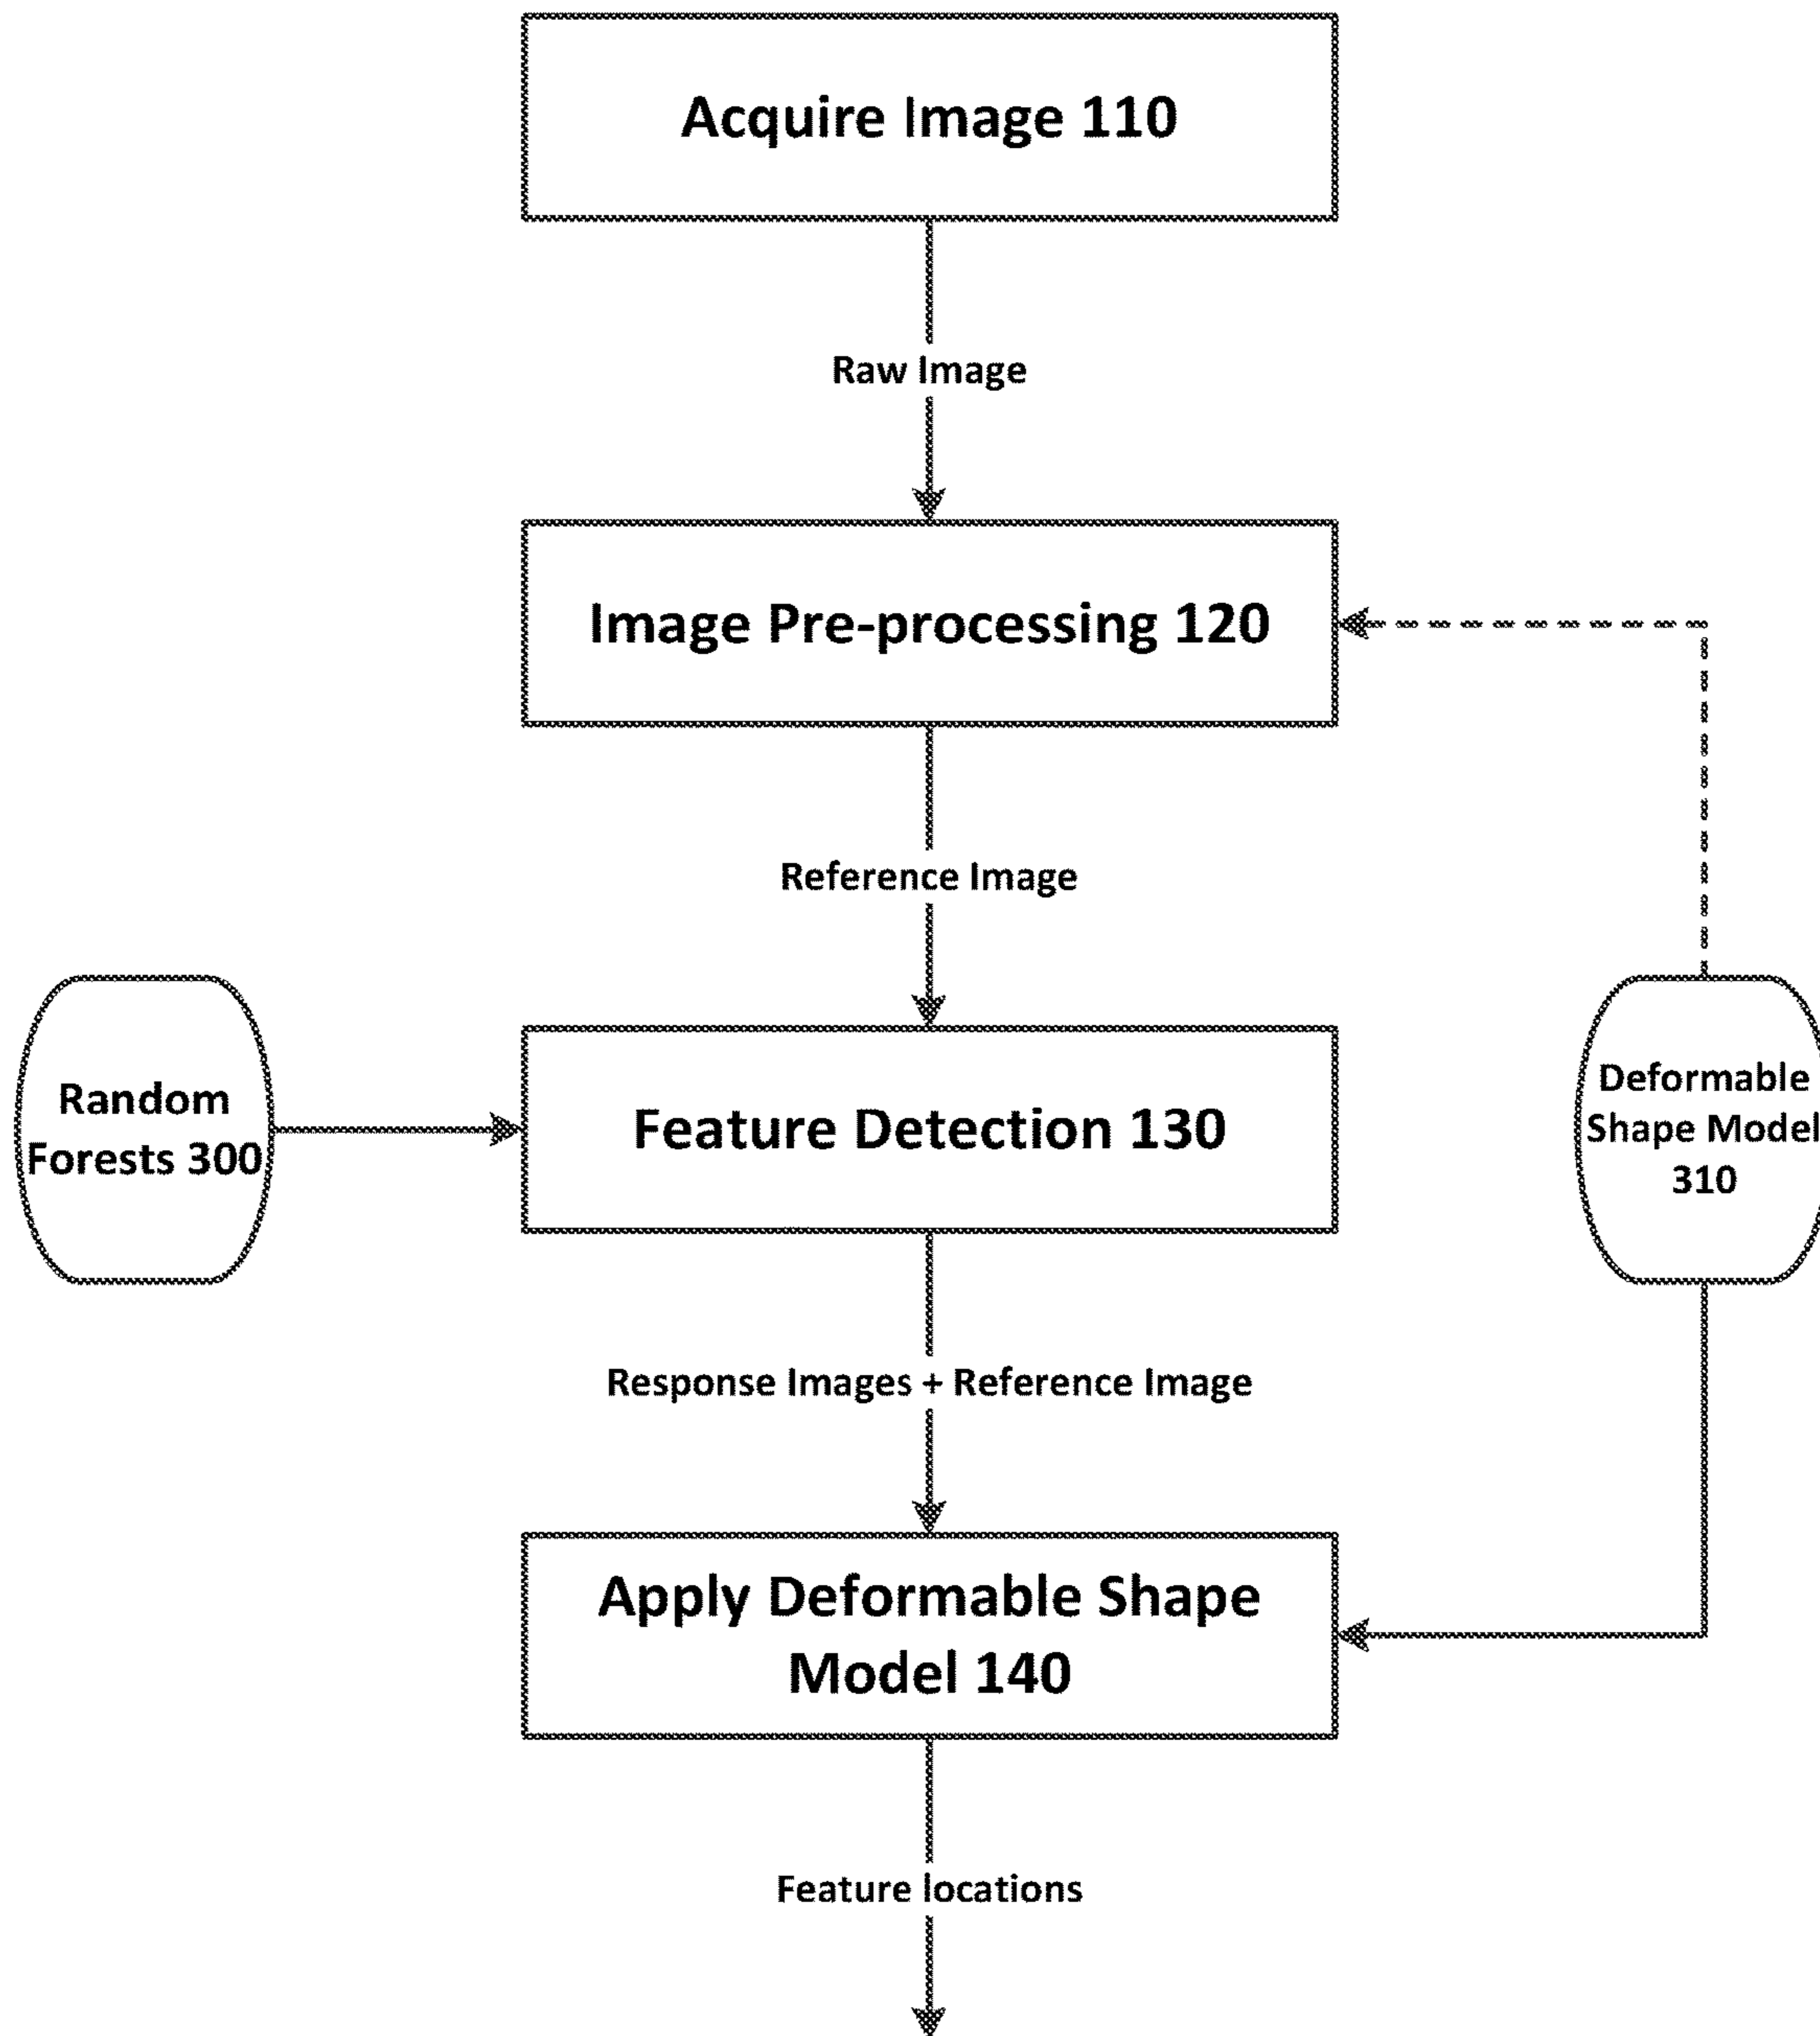 Acquire Image 110
Raw Image
Image Pre-processing 120
Reference Image
Random
Forests 300
Feature Detection 130
Deformable
Shape Model
310
Response Images + Reference Image
Apply Deformable Shape
Model 140
Feature locations